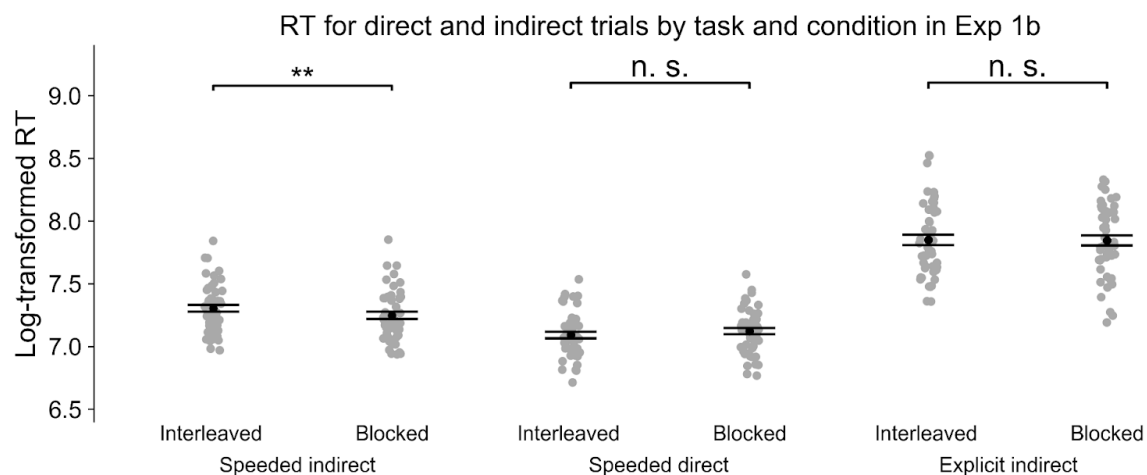 RT for direct and indirect trials by task and condition in Exp 1b
** n. s. n. s.
Log-transformed RT
9.0
8.5
8.0
7.5
7.0
6.5
Interleaved Blocked Interleaved Blocked Interleaved Blocked
Speeded indirect Speeded direct Explicit indirect